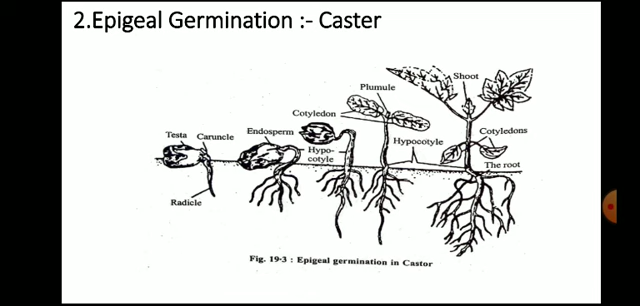 2.Epigeal Germination :- Caster
Shoot
Plumule
Cotyledon
Testa
Caruncle
Endosperm
Hypo-
cotyle
Hypocotyle
Cotyledons
The root
Radicle
Fig. 19·3 : Epigeal germination in Castor